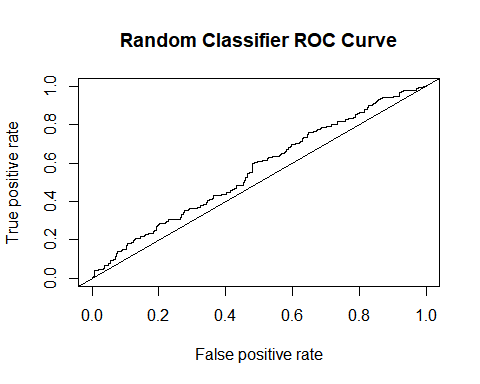 Random Classifier ROC Curve
True positive rate
1.0
0.8
0.6
0.4
0.2
0.0
0.0 0.2 0.4 0.6 0.8 1.0
False positive rate